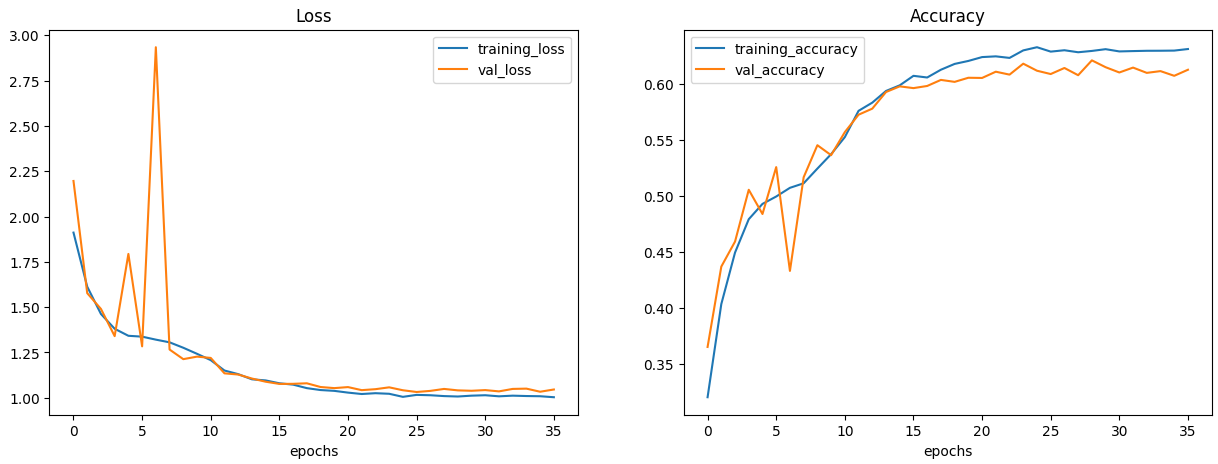 Loss
training_loss
val_loss
3.00
2.75
2.50
2.25
2.00
1.75
1.50
1.25
1.00
0 5 10 15 20 25 30 35
epochs
Accuracy
training_accuracy
val_accuracy
0.60
0.55
0.50
0.45
0.40
0.35
0 5 10 15 20 25 30 35
epochs